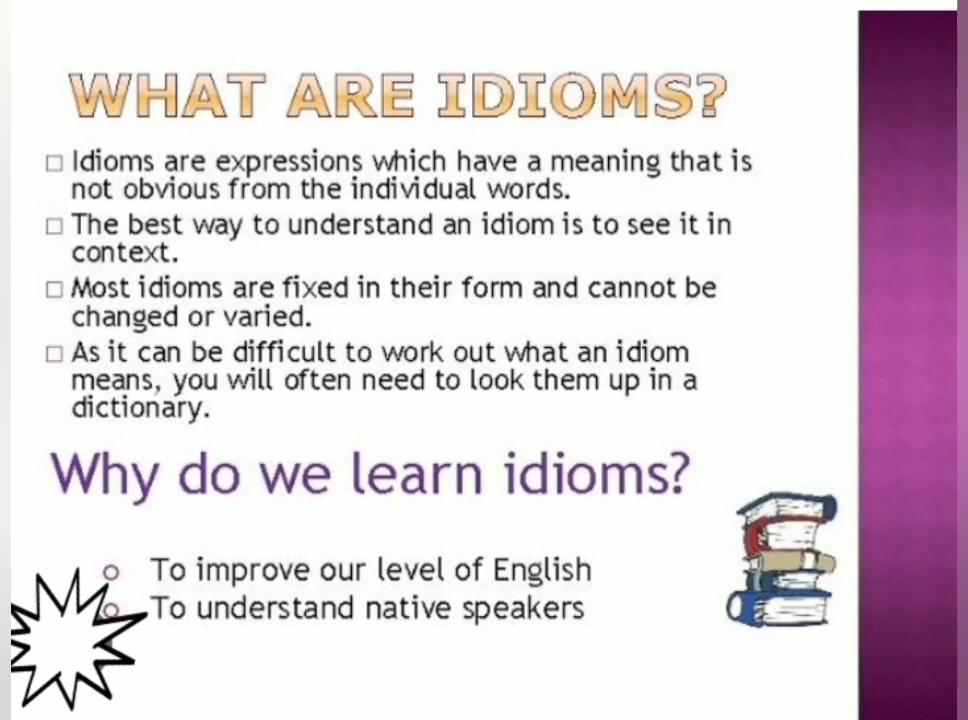 WHAT ARE IDIOMS?
Idioms are expressions which have a meaning that is
not obvious from the individual words.
The best way to understand an idiom is to see it in
context.
Most idioms are fixed in their form and cannot be
changed or varied.
As it can be difficult to work out what an idiom
means, you will often need to look them up in a
dictionary.
Why do we learn idioms?
To improve our level of English
To understand native speakers